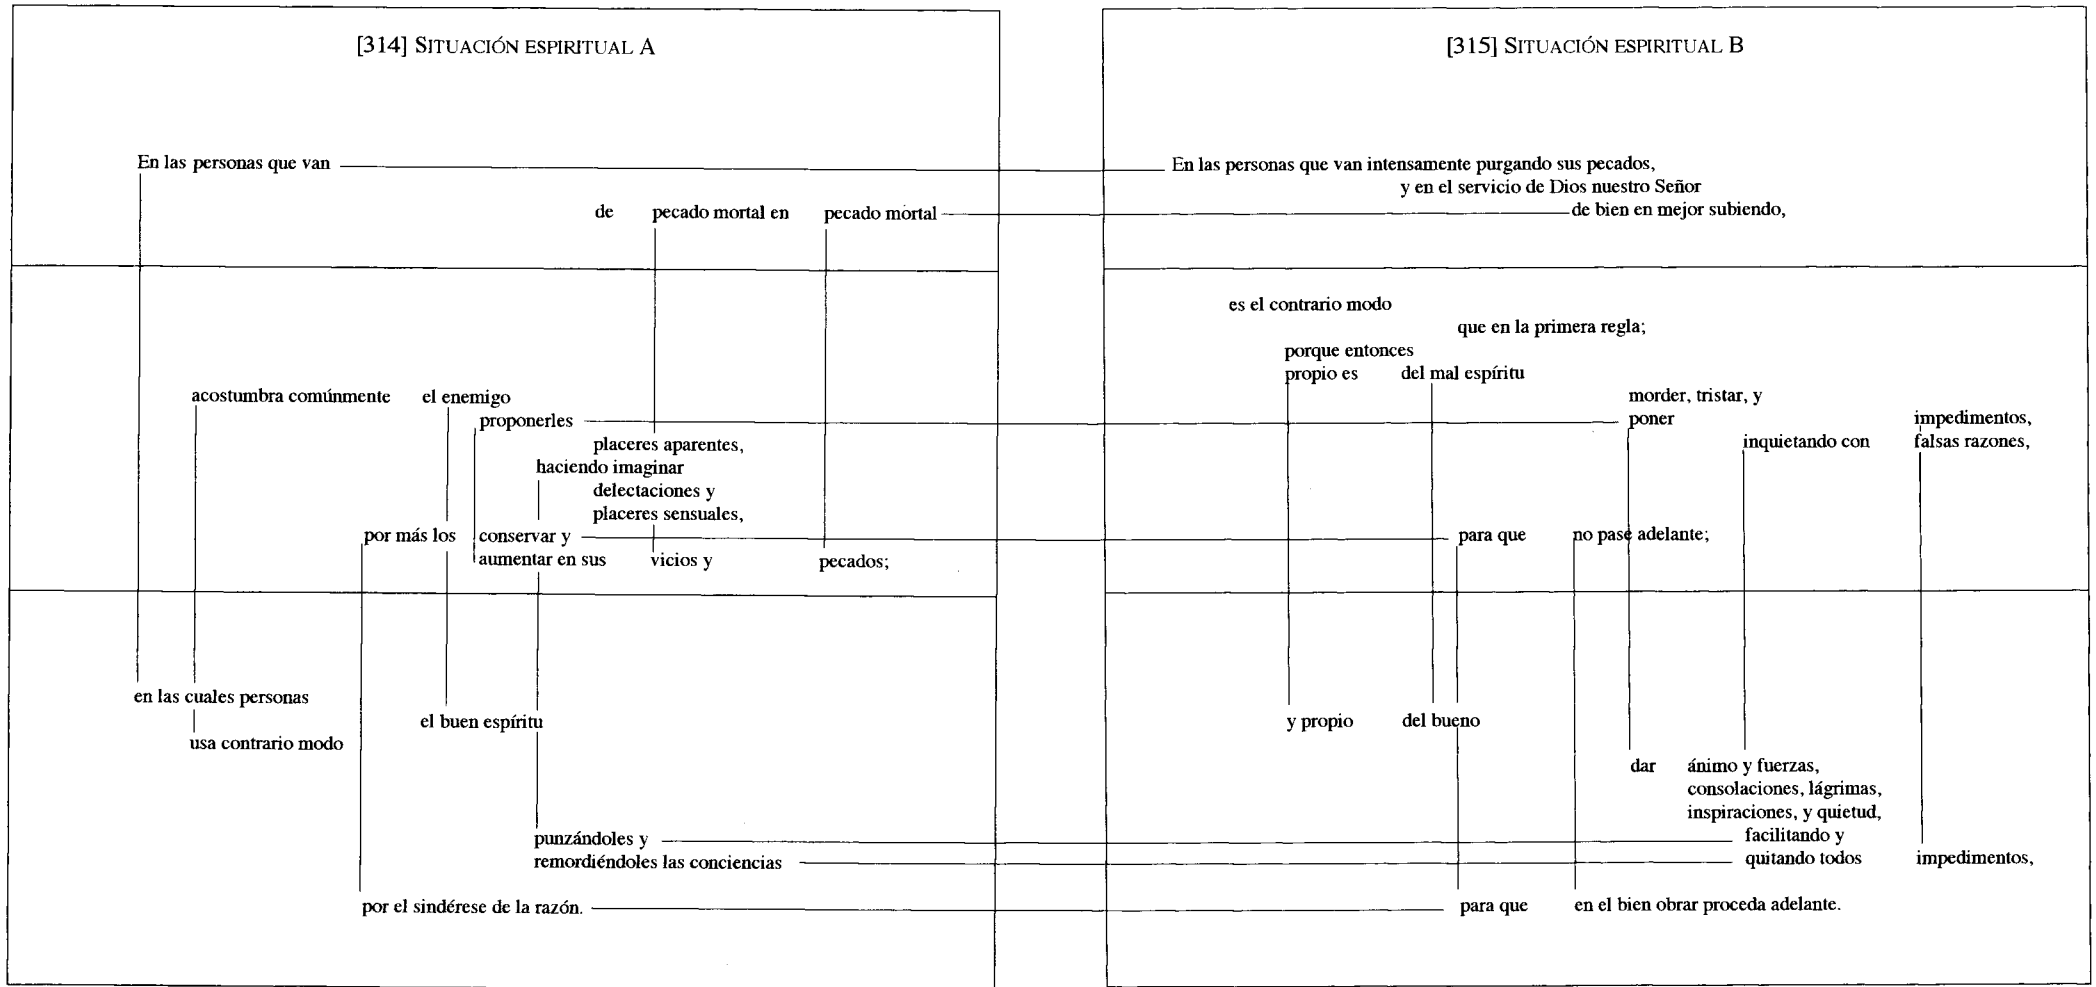 [314] SITUACIÓN ESPIRITUAL A
En las personas que van
de pecado mortal en pecado mortal
acostumbra comúnmente el enemigo
proponerles
placeres aparentes,
haciendo imaginar
delectaciones y
placeres sensuales,
por más los conservar y
aumentar en sus vicios y pecados;
en las cuales personas
el buen espíritu
usa contrario modo
punzándoles y
remordiéndoles las conciencias
por el sindérese de la razón.
[315] SITUACIÓN ESPIRITUAL B
En las personas que van intensamente purgando sus pecados,
y en el servicio de Dios nuestro Señor
de bien en mejor subiendo,
es el contrario modo
que en la primera regla;
porque entonces
propio es del mal espíritu
morder, tristar, y
poner impedimentos,
inquietando con falsas razones,
para que no pase adelante;
y propio del bueno
dar ánimo y fuerzas,
consolaciones, lágrimas,
inspiraciones, y quietud,
facilitando y
quitando todos impedimentos,
para que en el bien obrar proceda adelante.